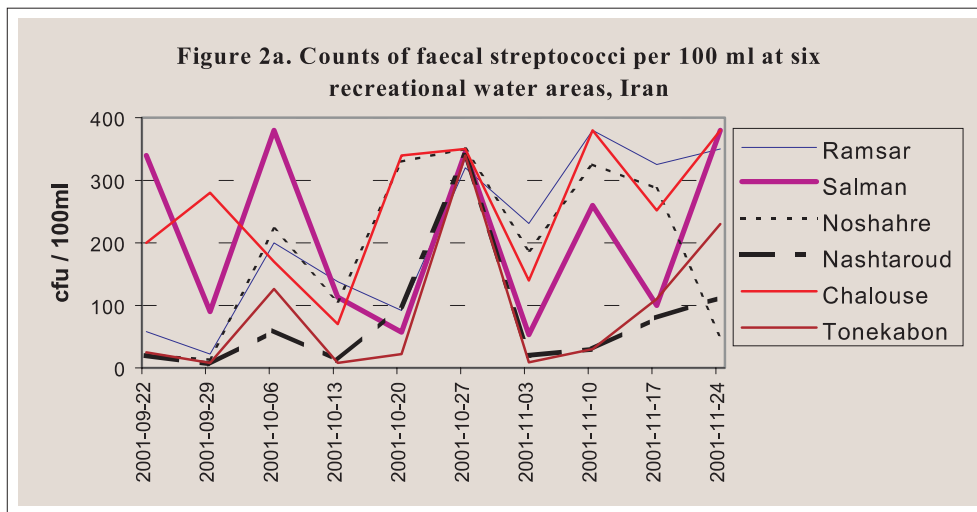 Figure 2a. Counts of faecal streptococci per 100 ml at six
recreational water areas, Iran
cfu / 100ml
400
300
200
100
0
2001-09-22
2001-09-29
2001-10-06
2001-10-13
2001-10-20
2001-10-27
2001-11-03
2001-11-10
2001-11-17
2001-11-24
Ramsar
Salman
Noshahre
Nashtaroud
Chalouse
Tonekabon